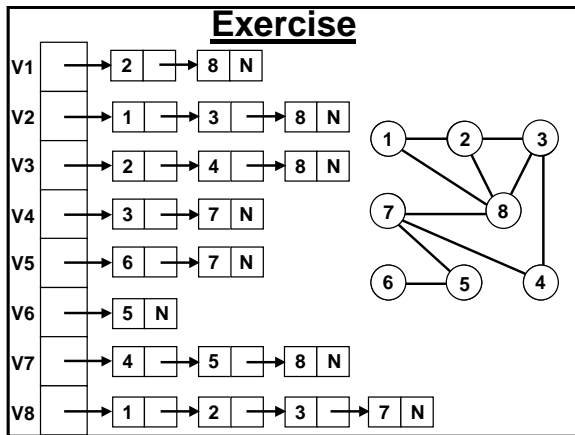 Exercise
V1 2 8 N
V2 1 3 8 N
V3 2 4 8 N
V4 3 7 N
V5 6 7 N
V6 5 N
V7 4 5 8 N
V8 1 2 3 7 N
1 2 3
7 8
6 5 4